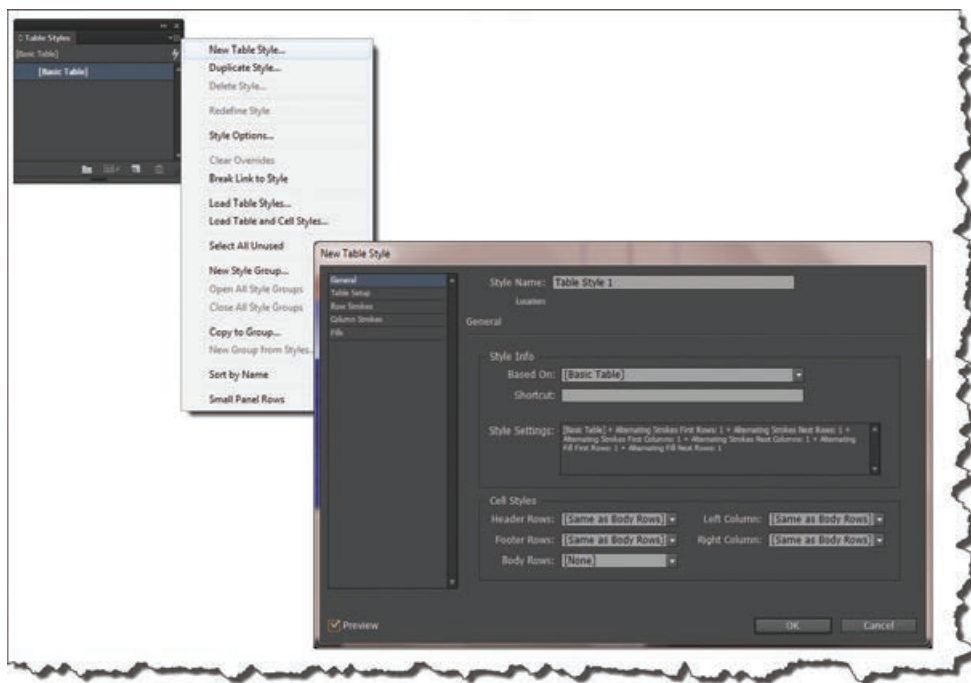 Table Styles
[Basic Table]
[Basic Table]
New Table Style...
Duplicate Style...
Delete Style...
Redefine Style
Style Options...
Clear Overrides
Break Link to Style
Load Table Styles...
Load Table and Cell Styles...
Select All Unused
New Style Group...
Open All Style Groups
Close All Style Groups
Copy to Group...
New Group from Styles...
Sort by Name
Small Panel Rows
New Table Style
General
Table Setup
Row Strokes
Column Strokes
Fills
Style Name: Table Style 1
Location:
General
Style Info
Based On: [Basic Table]
Shortcut:
Style Settings: [Basic Table] + Alternating Strokes First Rows: 1 + Alternating Strokes Next Rows: 1 +
Alternating Strokes First Columns: 1 + Alternating Strokes Next Columns: 1 + Alternating
Fill First Rows: 1 + Alternating Fill Next Rows: 1
Cell Styles
Header Rows: [Same as Body Rows] Left Column: [Same as Body Rows]
Footer Rows: [Same as Body Rows] Right Column: [Same as Body Rows]
Body Rows: [None]
Preview
OK
Cancel